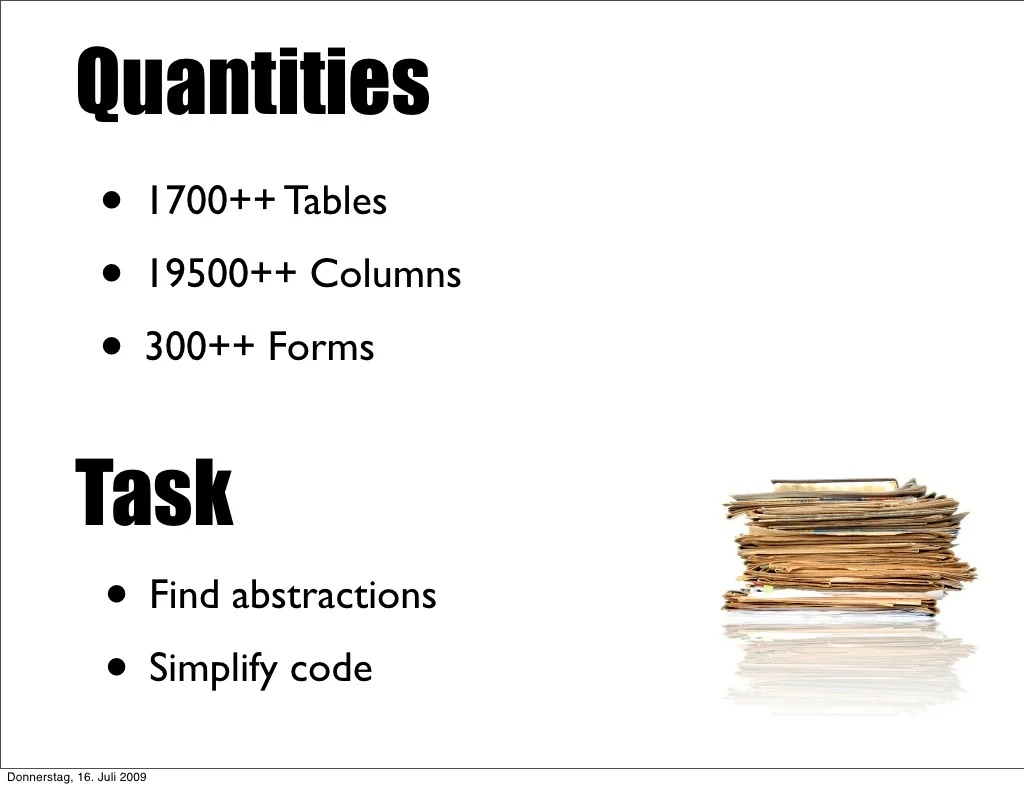 Quantities
• 1700++ Tables
• 19500++ Columns
• 300++ Forms
Task
• Find abstractions
• Simplify code
Donnerstag, 16. Juli 2009